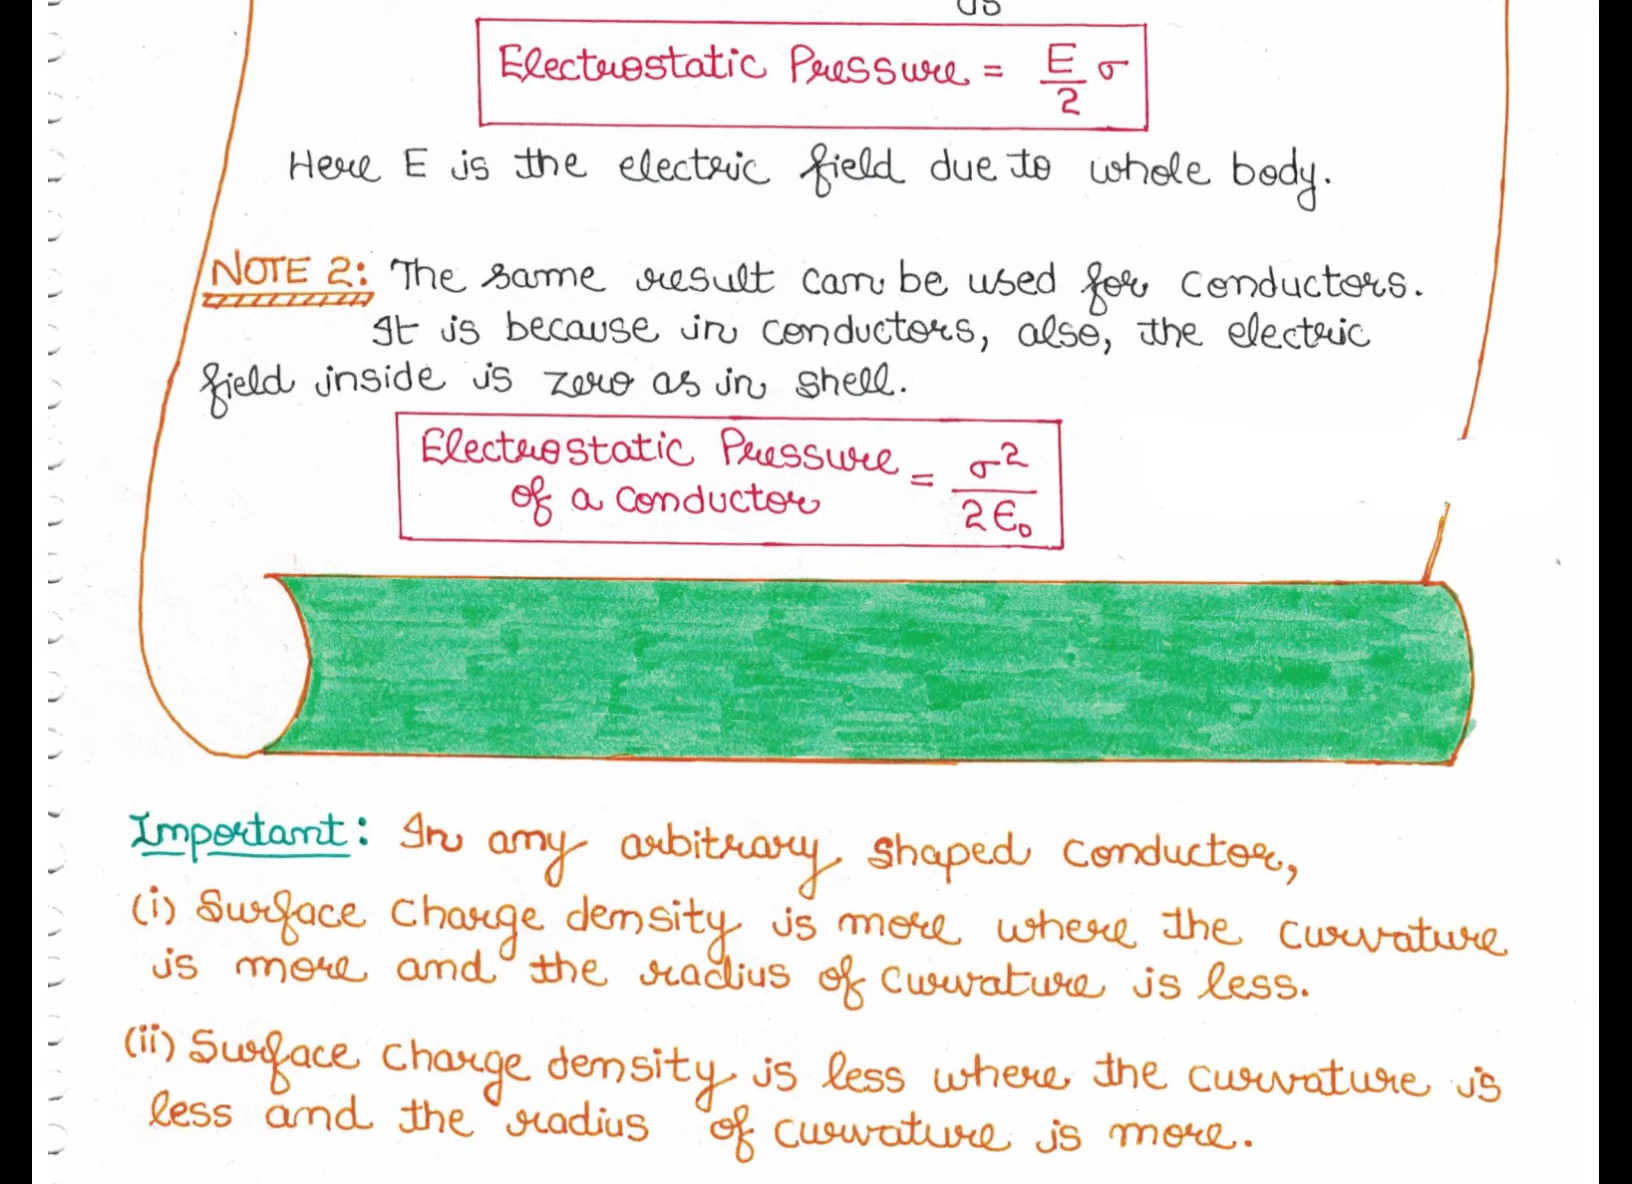 Electrostatic Pressure = E/2 σ
Here E is the electric field due to whole body.
NOTE 2: The same result can be used for conductors.
It is because in conductors, also, the electric
field inside is zero as in shell.
Electrostatic Pressure of a conductor = σ²/2ϵ₀
Important: In any arbitrary shaped conductor,
(i) Surface charge density is more where the curvature
is more and the radius of curvature is less.
(ii) Surface charge density is less where the curvature is
less and the radius of curvature is more.